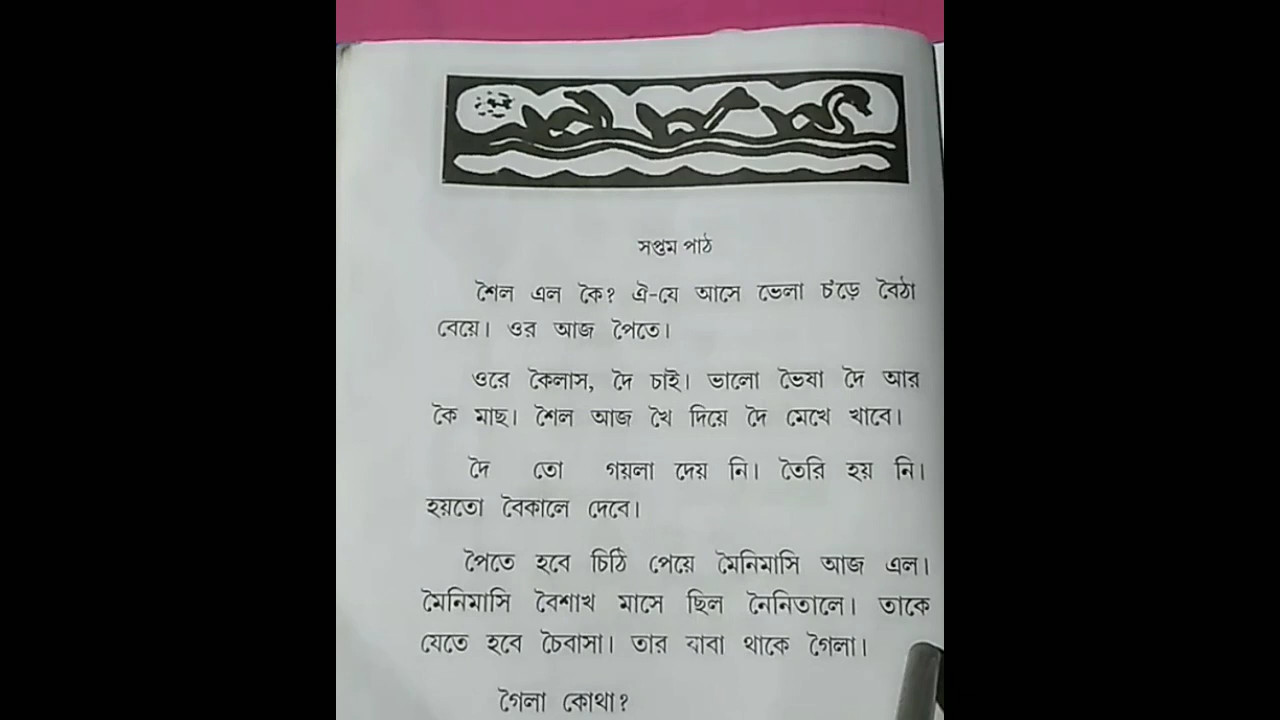 সপ্তম পাঠ
শৈল এল কৈ? ঐ-যে আসে ভেলা চ'ড়ে বৈঠা
বেয়ে। ওর আজ পৈতে।
ওরে কৈলাস, দৈ চাই। ভালো ভৈষা দৈ আর
কৈ মাছ। শৈল আজ খৈ দিয়ে দৈ মেখে খাবে।
দৈ তো গয়লা দেয় নি। তৈরি হয় নি।
হয়তো বৈকালে দেবে।
পৈতে হবে চিঠি পেয়ে মৈনিমাসি আজ এল।
মৈনিমাসি বৈশাখ মাসে ছিল নৈনিতালে। তাকে
যেতে হবে চৈবাসা। তার বাবা থাকে গৈলা।
গৈলা কোথা?